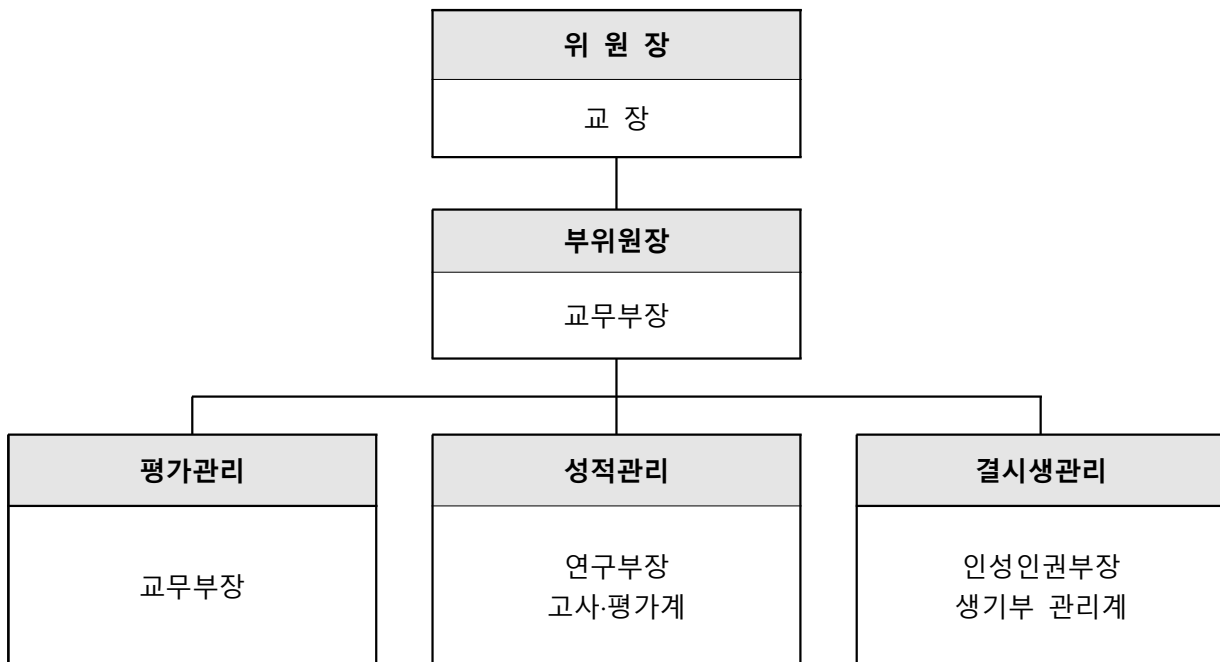 위 원 장
교 장
부위원장
교무부장
평가관리
성적관리
결시생관리
교무부장
연구부장
고사·평가계
인성인권부장
생기부 관리계